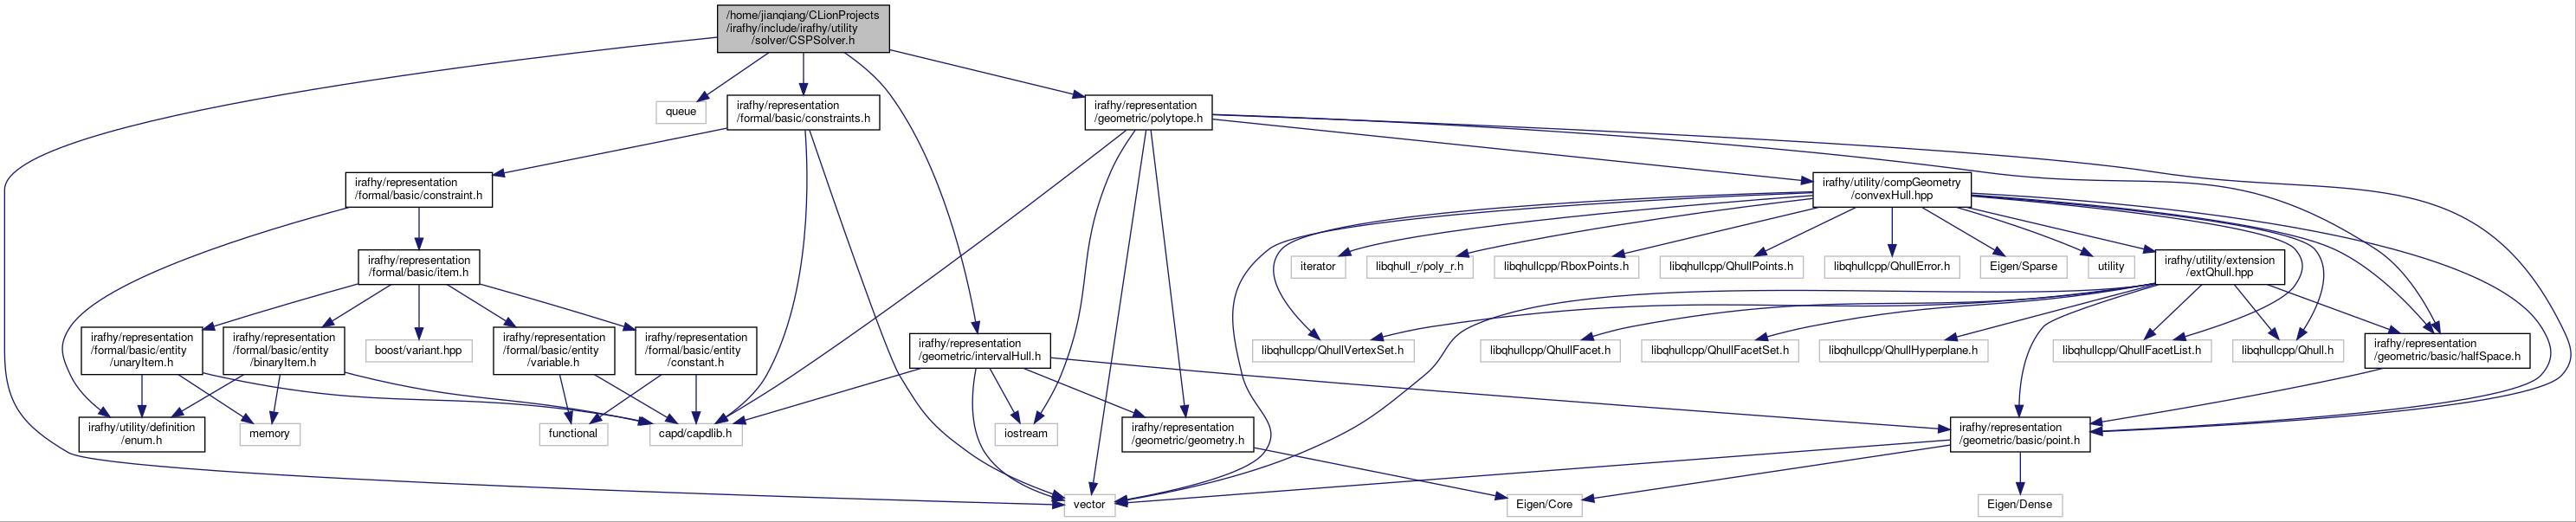 /home/jianqiang/CLionProjects
/irafhy/include/irafhy/utility
/solver/CSPSolver.h
queue
irafhy/representation
/formal/basic/constraints.h
irafhy/representation
/geometric/polytope.h
irafhy/representation
/formal/basic/constraint.h
irafhy/utility/compGeometry
/convexHull.hpp
irafhy/representation
/formal/basic/item.h
iterator
libqhull_r/poly_r.h
libqhullcpp/RboxPoints.h
libqhullcpp/QhullPoints.h
libqhullcpp/QhullError.h
Eigen/Sparse
utility
irafhy/utility/extension
/extQhull.hpp
irafhy/representation
/formal/basic/entity
/unaryItem.h
irafhy/representation
/formal/basic/entity
/binaryItem.h
boost/variant.hpp
irafhy/representation
/formal/basic/entity
/variable.h
irafhy/representation
/formal/basic/entity
/constant.h
irafhy/representation
/geometric/intervalHull.h
libqhullcpp/QhullVertexSet.h
libqhullcpp/QhullFacet.h
libqhullcpp/QhullFacetSet.h
libqhullcpp/QhullHyperplane.h
libqhullcpp/QhullFacetList.h
libqhullcpp/Qhull.h
irafhy/representation
/geometric/basic/halfSpace.h
irafhy/utility/definition
/enum.h
memory
functional
capd/capdlib.h
iostream
irafhy/representation
/geometric/geometry.h
irafhy/representation
/geometric/basic/point.h
vector
Eigen/Core
Eigen/Dense